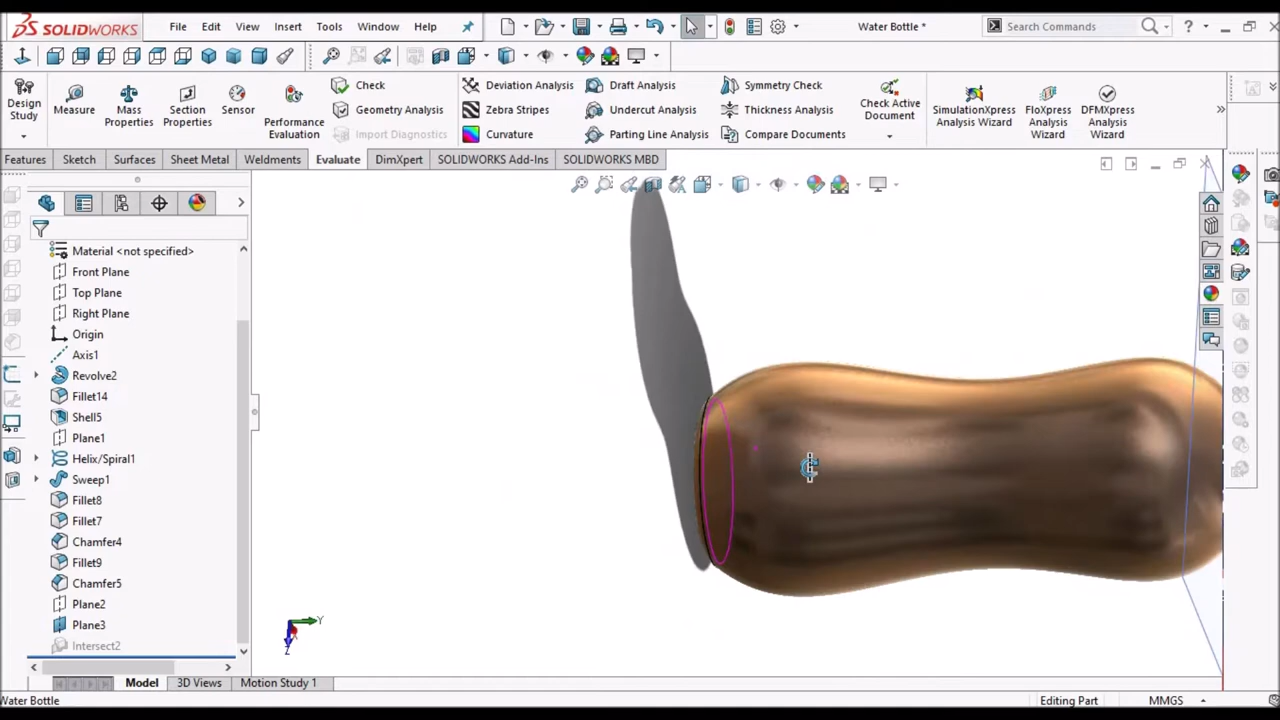 SOLIDWORKS File Edit View Insert Tools Window Help Water Bottle * Search Commands ?
Design Study Measure Mass Properties Section Properties Sensor Performance Evaluation
Check
Geometry Analysis
Import Diagnostics
Deviation Analysis
Zebra Stripes
Curvature
Draft Analysis
Undercut Analysis
Parting Line Analysis
Symmetry Check
Thickness Analysis
Compare Documents
Check Active Document
SimulationXpress Analysis Wizard
FloXpress Analysis Wizard
DFMXpress Analysis Wizard
Features Sketch Surfaces Sheet Metal Weldments Evaluate DimXpert SOLIDWORKS Add-Ins SOLIDWORKS MBD
Material <not specified>
Front Plane
Top Plane
Right Plane
Origin
Axis1
Revolve2
Fillet14
Shell5
Plane1
Helix/Spiral1
Sweep1
Fillet8
Fillet7
Chamfer4
Fillet9
Chamfer5
Plane2
Plane3
Intersect2
Y
Z
Model 3D Views Motion Study 1
Water Bottle Editing Part MMGS